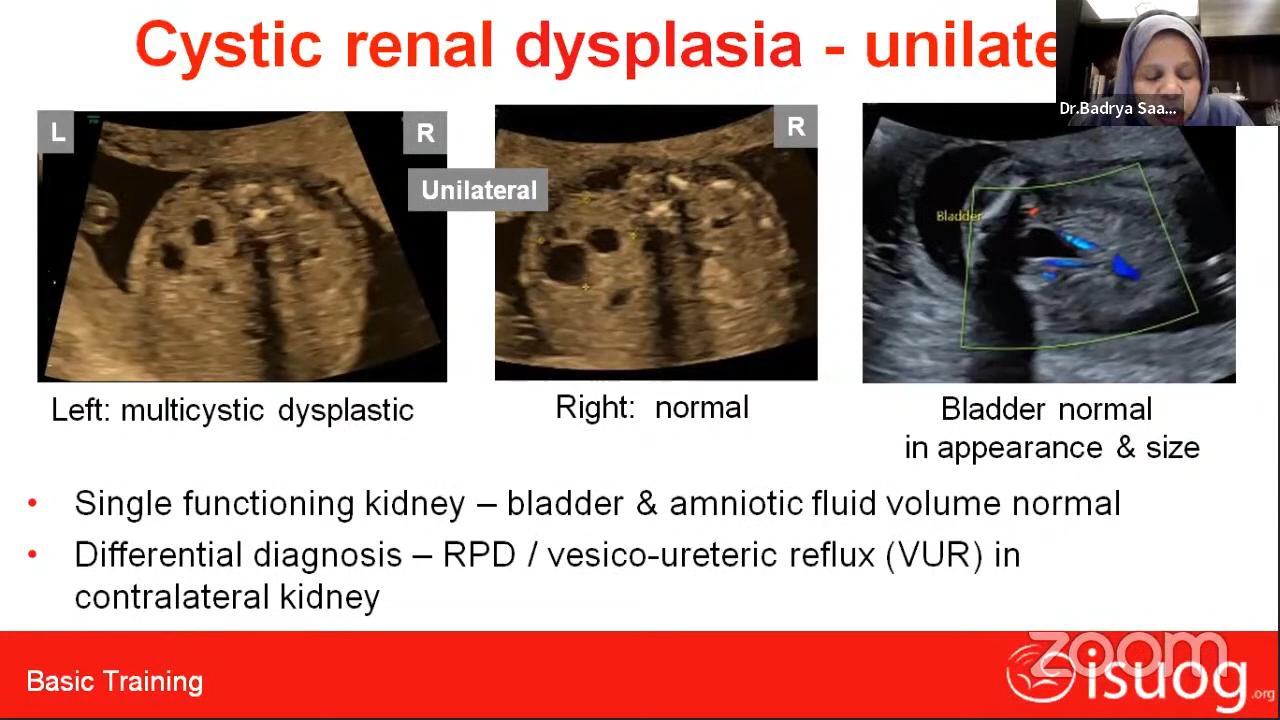 Cystic renal dysplasia - unilate
Dr.Badrya Saa...
L
R
R
Unilateral
Bladder
Left: multicystic dysplastic
Right: normal
Bladder normal
in appearance & size
• Single functioning kidney – bladder & amniotic fluid volume normal
• Differential diagnosis – RPD / vesico-ureteric reflux (VUR) in
contralateral kidney
Basic Training
zoom
isuog.org